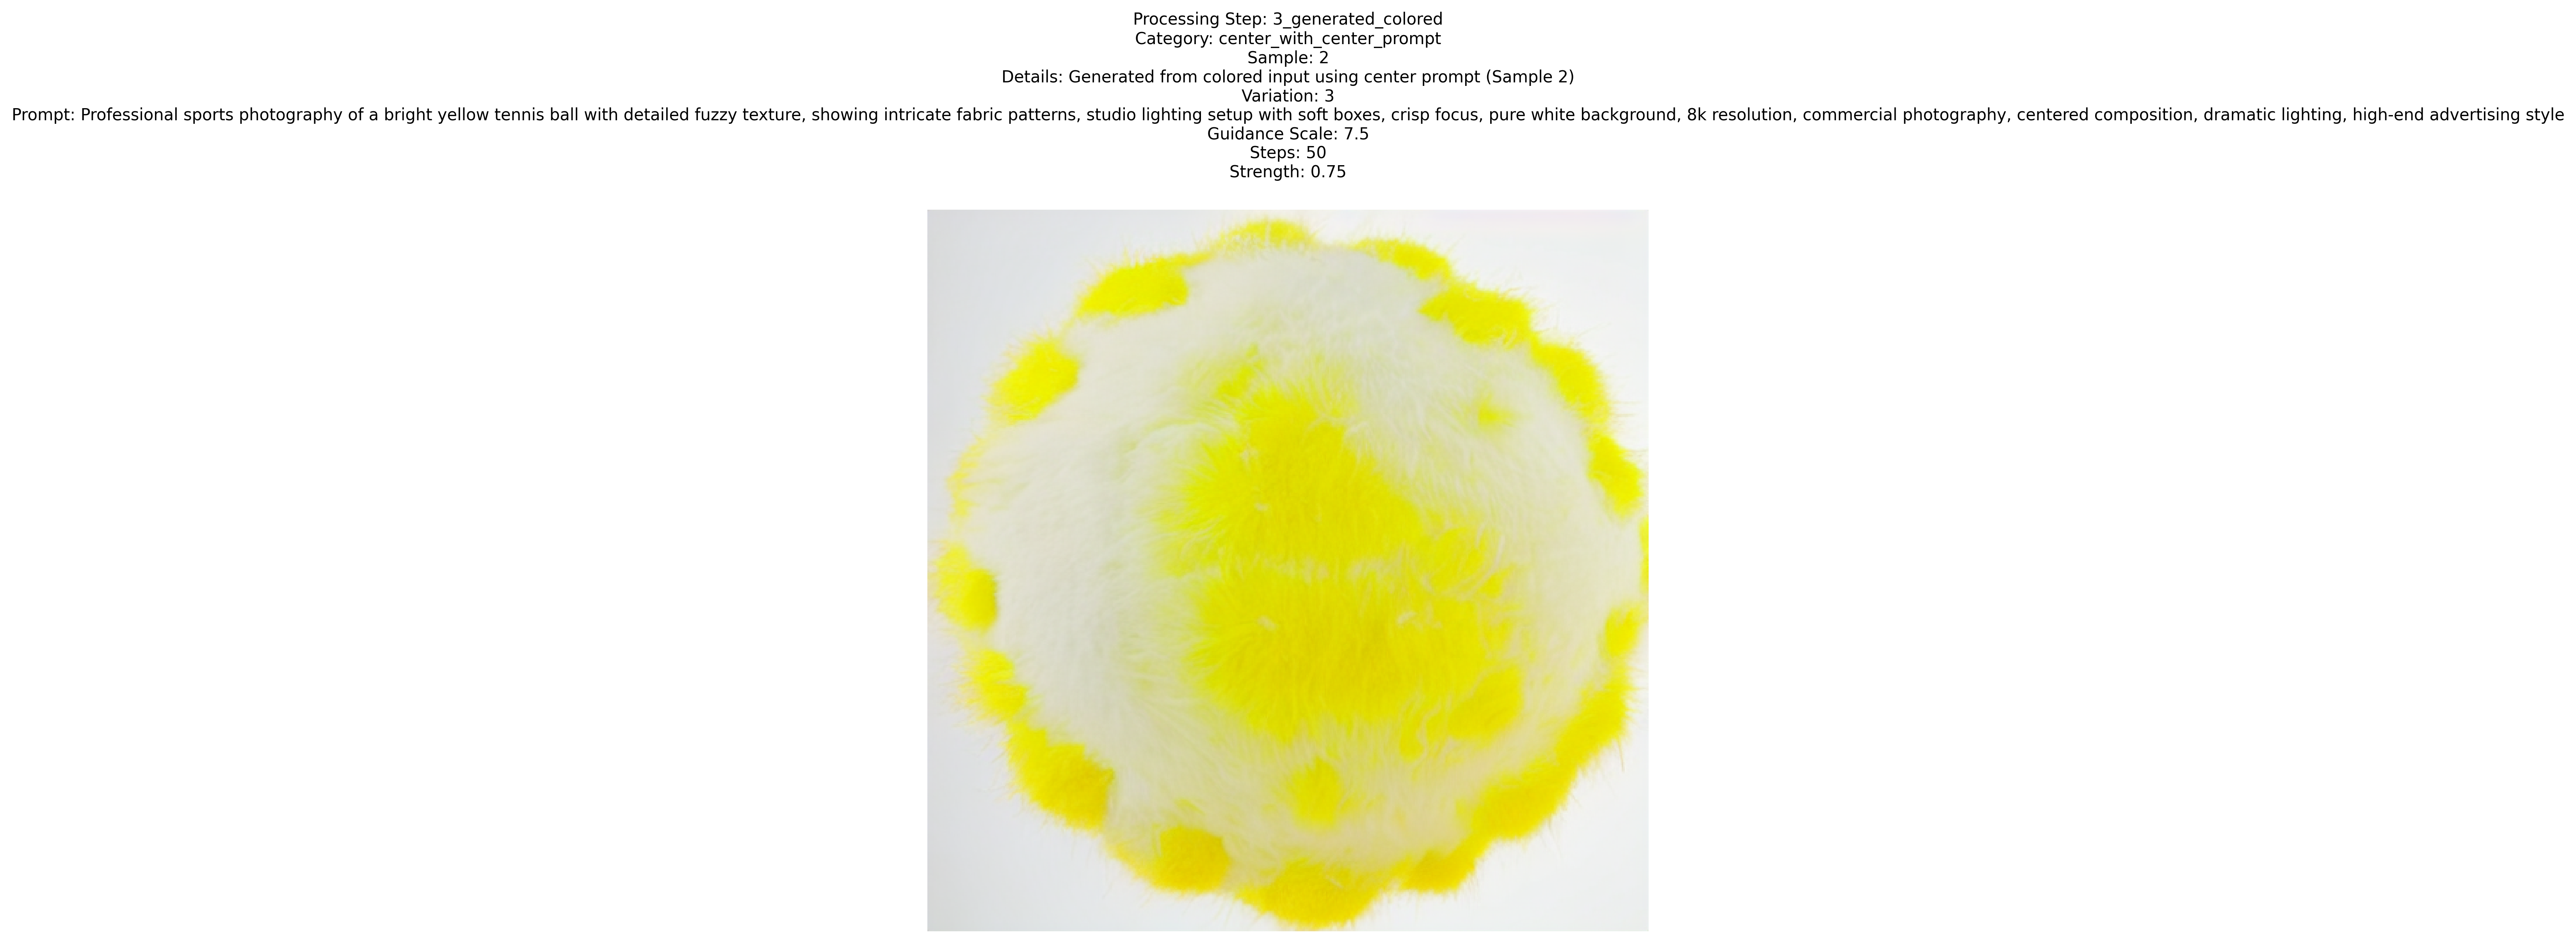 Processing Step: 3_generated_colored
Category: center_with_center_prompt
Sample: 2
Details: Generated from colored input using center prompt (Sample 2)
Variation: 3
Prompt: Professional sports photography of a bright yellow tennis ball with detailed fuzzy texture, showing intricate fabric patterns, studio lighting setup with soft boxes, crisp focus, pure white background, 8k resolution, commercial photography, centered composition, dramatic lighting, high-end advertising style
Guidance Scale: 7.5
Steps: 50
Strength: 0.75